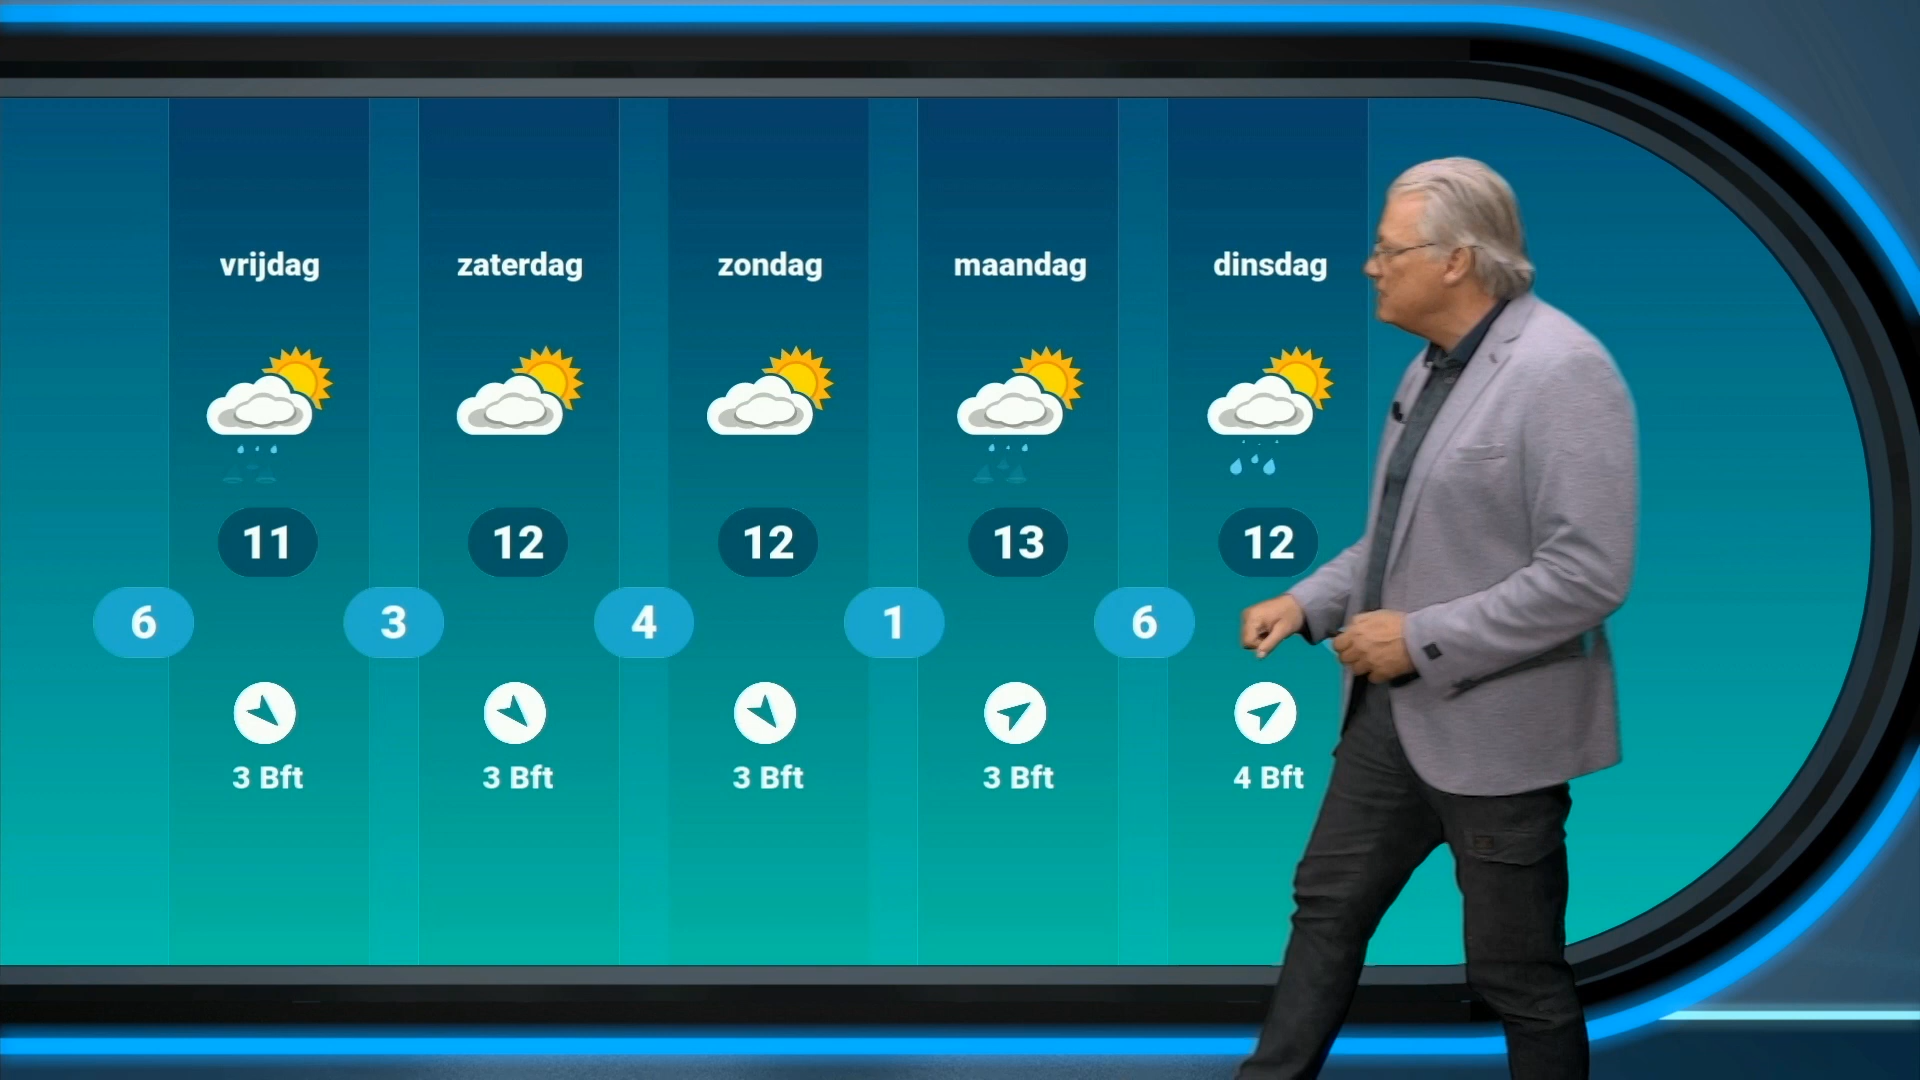 vrijdag zaterdag zondag maandag dinsdag
11 12 12 13 12
6 3 4 1 6
3 Bft 3 Bft 3 Bft 3 Bft 4 Bft